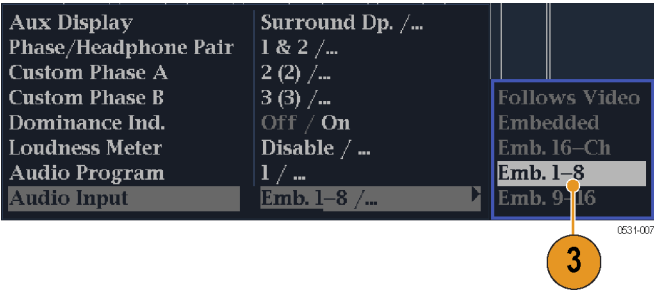 Aux Display Surround Dp. /...
Phase/Headphone Pair 1 & 2 /...
Custom Phase A 2 (2) /...
Custom Phase B 3 (3) /...
Dominance Ind. Off / On
Loudness Meter Disable / ...
Audio Program 1 / ...
Audio Input Emb. 1–8 /...
Follows Video
Embedded
Emb. 16–Ch
Emb. 1–8
Emb. 9–16
0531-007
3